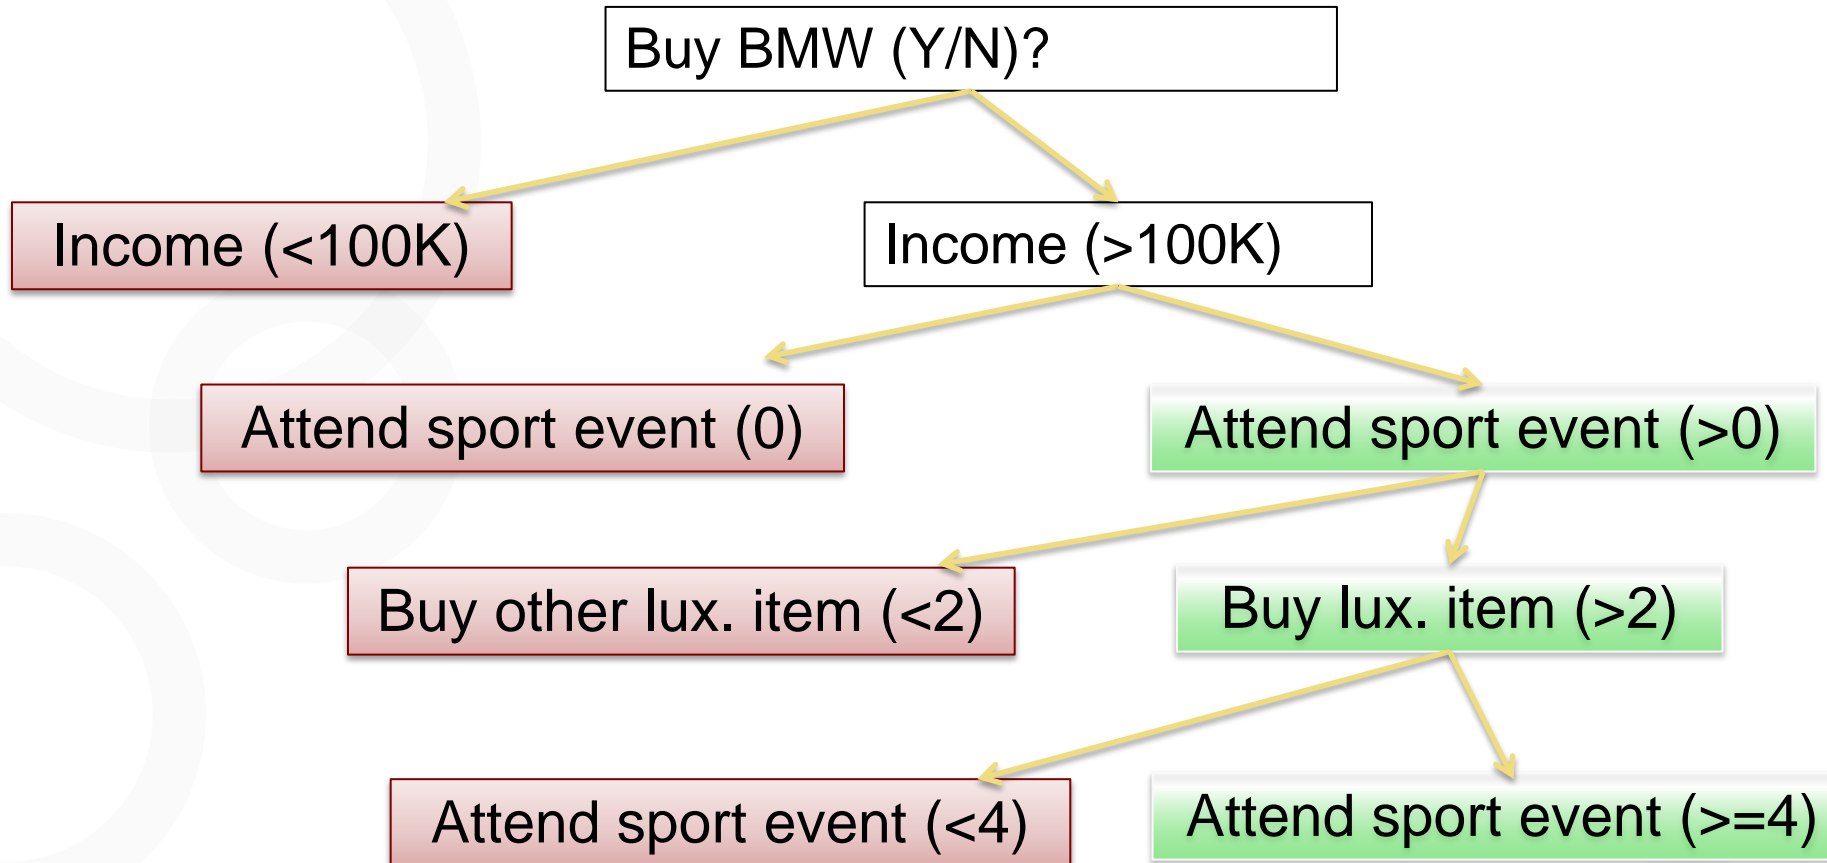 Buy BMW (Y/N)?
Income (<100K)
Income (>100K)
Attend sport event (0)
Attend sport event (>0)
Buy other lux. item (<2)
Buy lux. item (>2)
Attend sport event (<4)
Attend sport event (>=4)